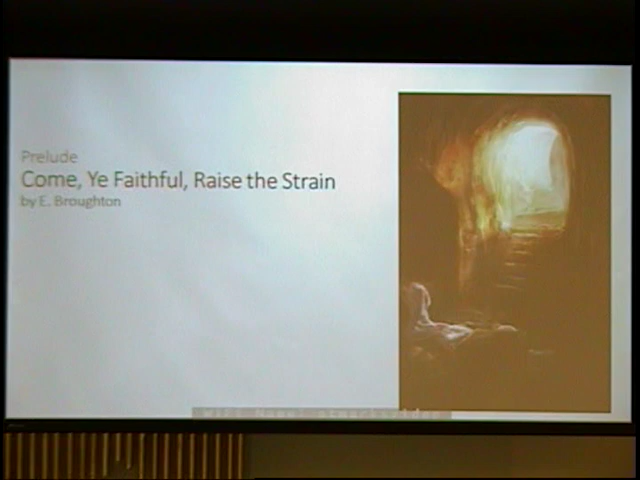 Prelude
Come, Ye Faithful, Raise the Strain
by E. Broughton